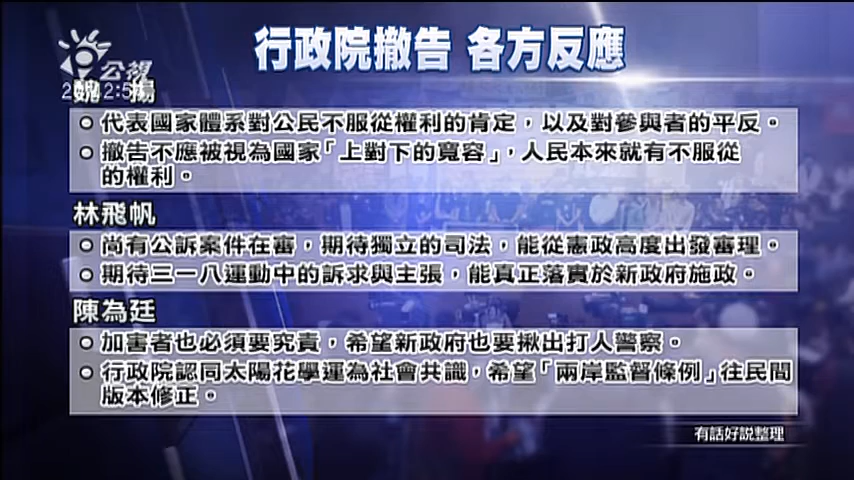 行政院撤告 各方反應
公視
魏 揚
代表國家體系對公民不服從權利的肯定，以及對參與者的平反。
撤告不應被視為國家「上對下的寬容」，人民本來就有不服從
的權利。
林飛帆
尚有公訴案件在審，期待獨立的司法，能從憲政高度出發審理。
期待三一八運動中的訴求與主張，能真正落實於新政府施政。
陳為廷
加害者也必須要究責，希望新政府也要揪出打人警察。
行政院認同太陽花學運為社會共識，希望「兩岸監督條例」往民間
版本修正。
有話好說整理